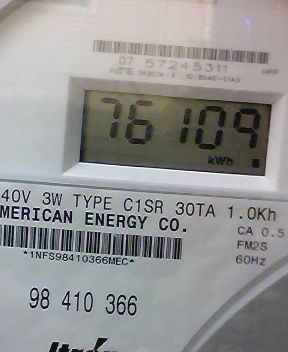 07 57245311
76109
kWh
40V 3W TYPE C1SR 30TA 1.0Kh
MERICAN ENERGY CO.
CA 0.5
FM2S
60Hz
*1NFS98410366MEC*
98 410 366
Itron